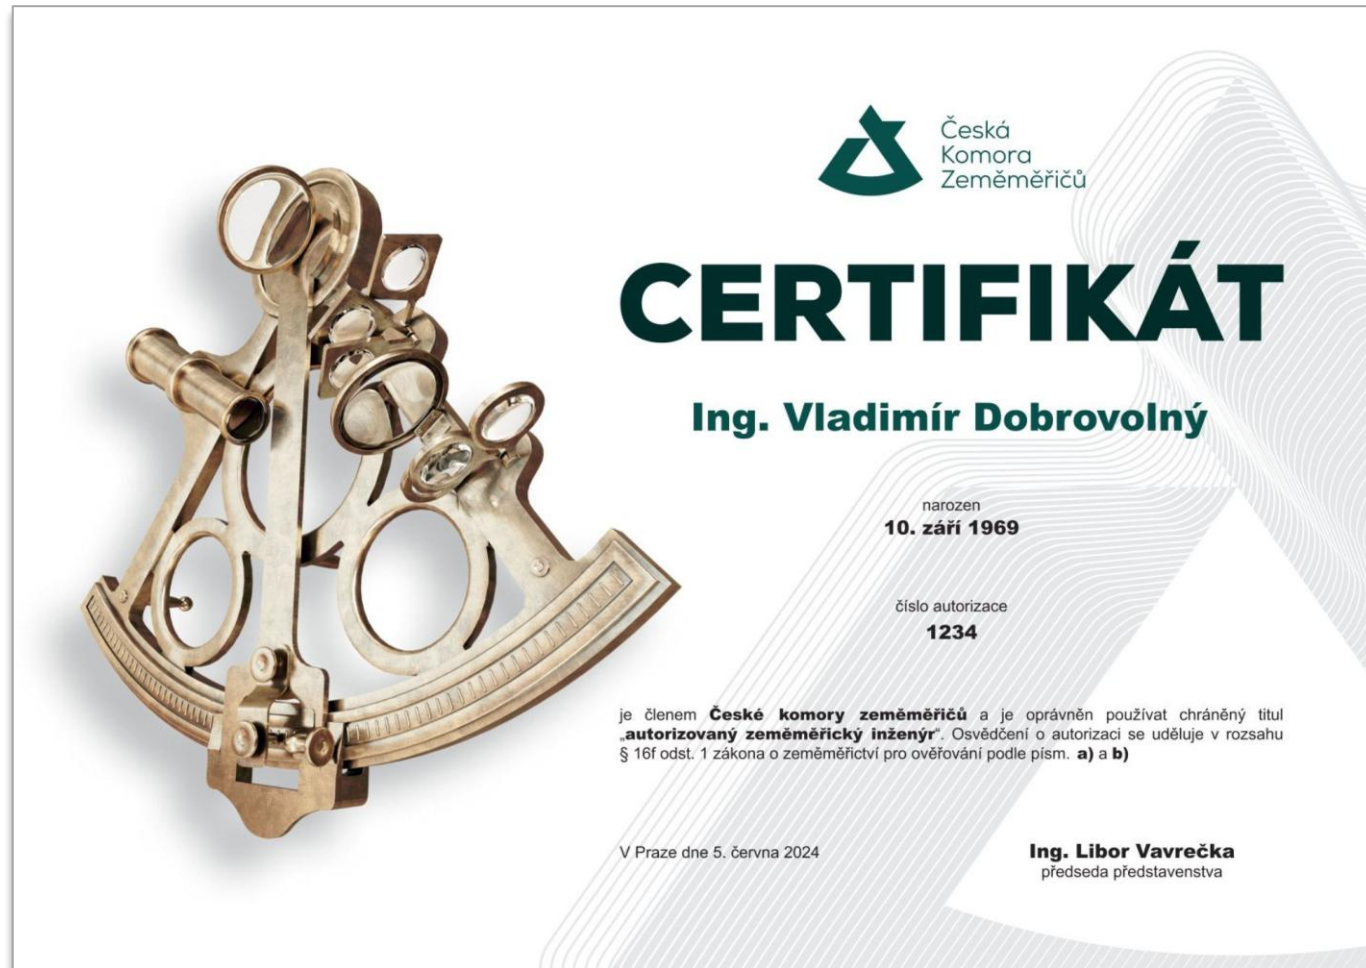 Česká
Komora
Zeměměřičů
CERTIFIKÁT
Ing. Vladimír Dobrovolný
narozen
10. září 1969
číslo autorizace
1234
je členem České komory zeměměřičů a je oprávněn používat chráněný titul
„autorizovaný zeměměřický inženýr“. Osvědčení o autorizaci se uděluje v rozsahu
§ 16f odst. 1 zákona o zeměměřictví pro ověřování podle písm. a) a b)
V Praze dne 5. června 2024
Ing. Libor Vavrečka
předseda představenstva